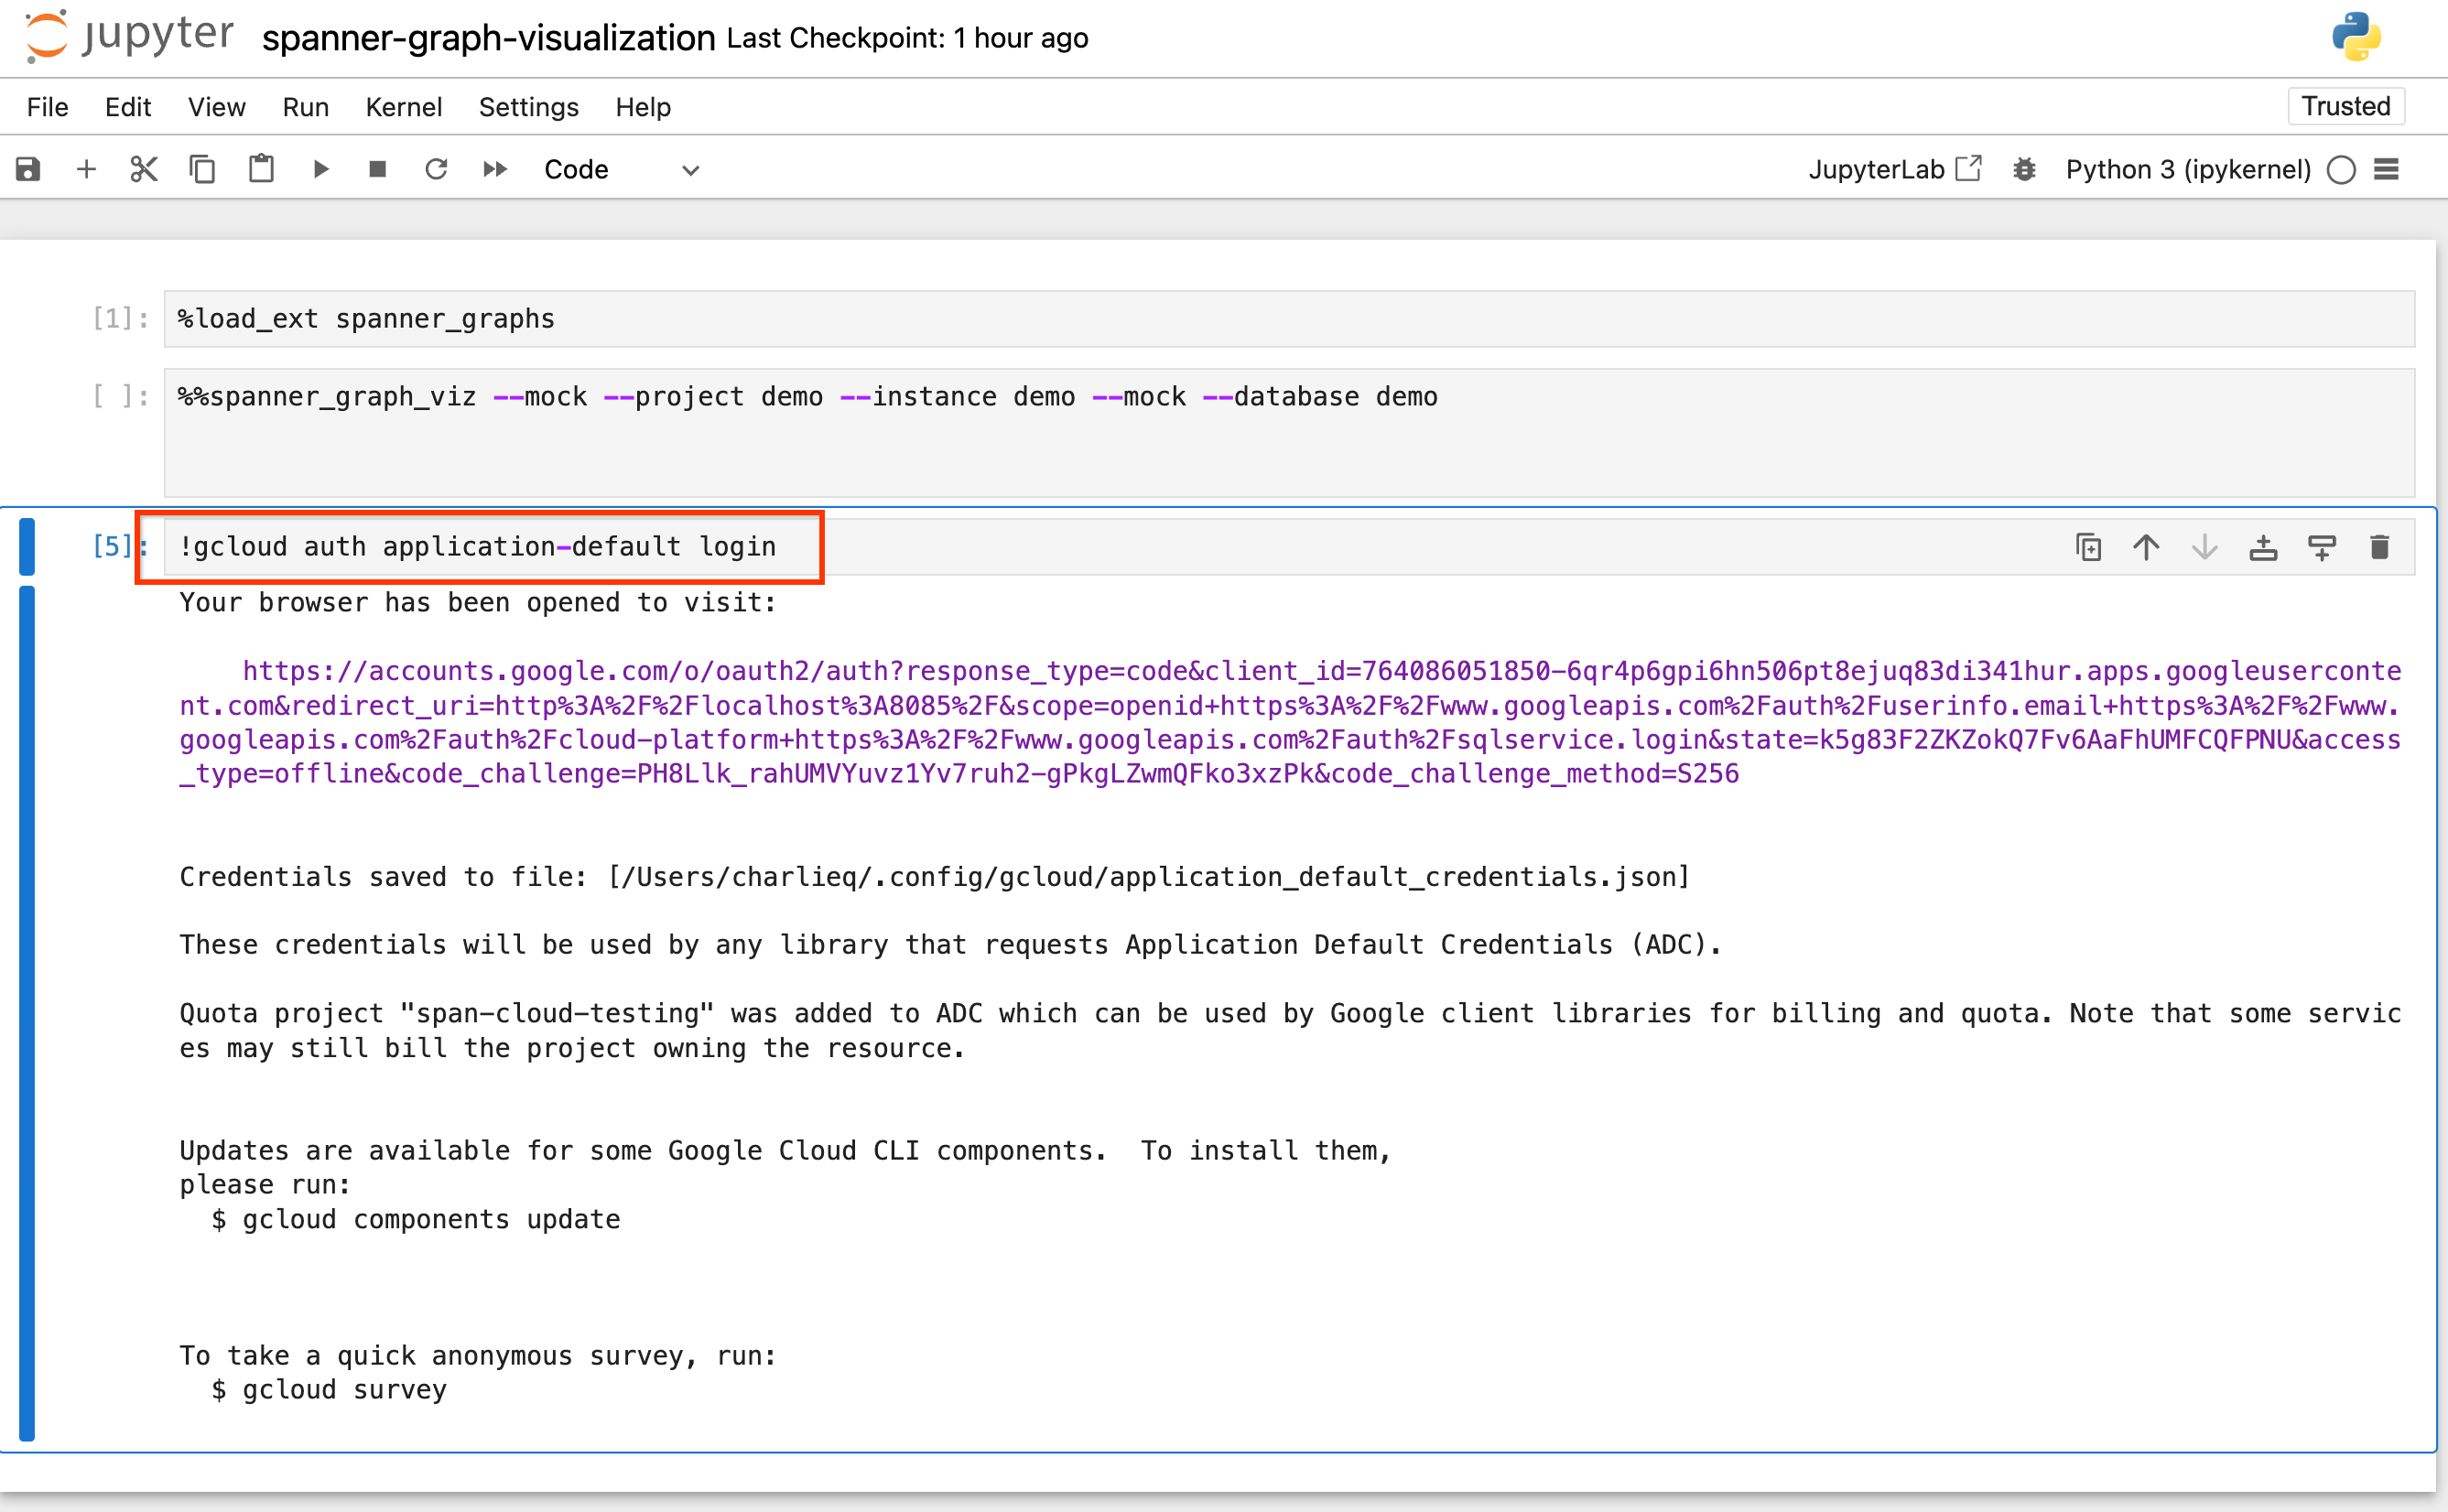 jupyter spanner-graph-visualization Last Checkpoint: 1 hour ago
File Edit View Run Kernel Settings Help Trusted
Code JupyterLab Python 3 (ipykernel)
[1]: %load_ext spanner_graphs
[ ]: %%spanner_graph_viz --mock --project demo --instance demo --mock --database demo
[5]: !gcloud auth application-default login
Your browser has been opened to visit:
https://accounts.google.com/o/oauth2/auth?response_type=code&client_id=764086051850-6qr4p6gpi6hn506pt8ejuq83di341hur.apps.googleuserconte
nt.com&redirect_uri=http%3A%2F%2Flocalhost%3A8085%2F&scope=openid+https%3A%2F%2Fwww.googleapis.com%2Fauth%2Fuserinfo.email+https%3A%2F%2Fwww.
googleapis.com%2Fauth%2Fcloud-platform+https%3A%2F%2Fwww.googleapis.com%2Fauth%2Fsqlservice.login&state=k5g83F2ZKZokQ7Fv6AaFhUMFCQFPNU&access
_type=offline&code_challenge=PH8Llk_rahUMVYuvz1Yv7ruh2-gPkgLZwmQFko3xzPk&code_challenge_method=S256
Credentials saved to file: [/Users/charlieq/.config/gcloud/application_default_credentials.json]
These credentials will be used by any library that requests Application Default Credentials (ADC).
Quota project "span-cloud-testing" was added to ADC which can be used by Google client libraries for billing and quota. Note that some servic
es may still bill the project owning the resource.
Updates are available for some Google Cloud CLI components.  To install them,
please run:
$ gcloud components update
To take a quick anonymous survey, run:
$ gcloud survey